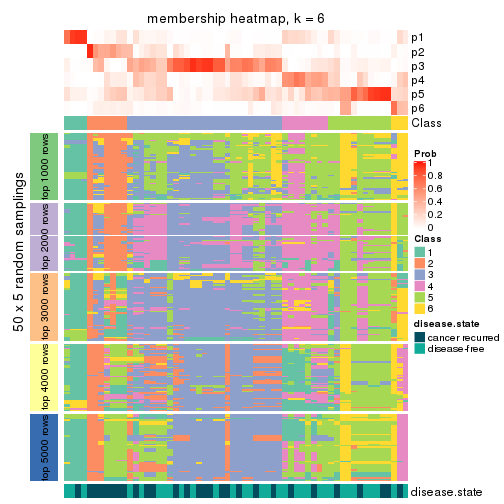 membership heatmap, k = 6
p1
p2
p3
p4
p5
p6
Class
50 x 5 random samplings
top 1000 rows
top 2000 rows
top 3000 rows
top 4000 rows
top 5000 rows
Prob
1
0.8
0.6
0.4
0.2
0
Class
1
2
3
4
5
6
disease.state
cancer recurred
disease-free
disease.state